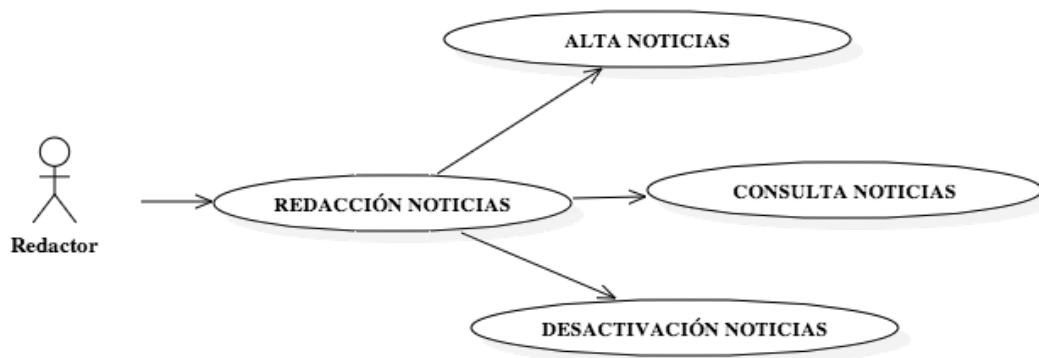 ALTA NOTICIAS
REDACCIÓN NOTICIAS
CONSULTA NOTICIAS
Redactor
DESACTIVACIÓN NOTICIAS